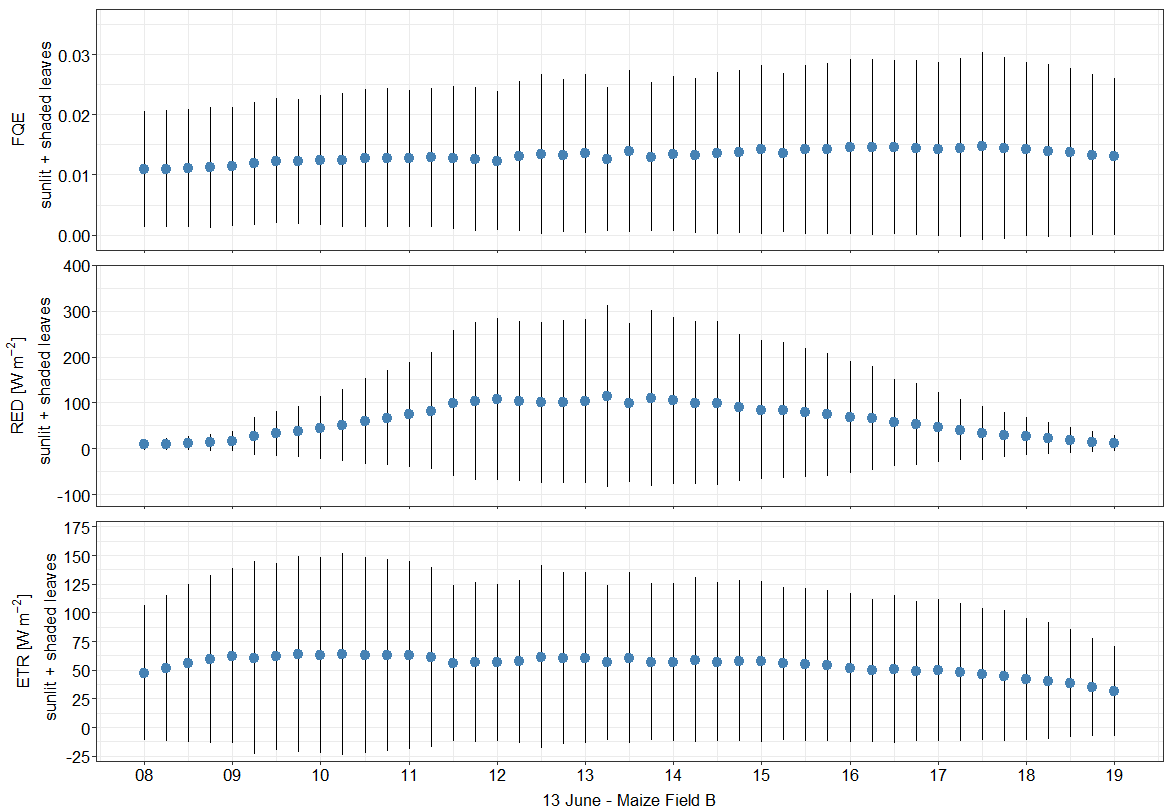 FQE
sunlit + shaded leaves
0.03
0.02
0.01
0.00
RED [W m⁻²]
sunlit + shaded leaves
400
300
200
100
0
-100
ETR [W m⁻²]
sunlit + shaded leaves
175
150
125
100
75
50
25
0
-25
08 09 10 11 12 13 14 15 16 17 18 19
13 June - Maize Field B